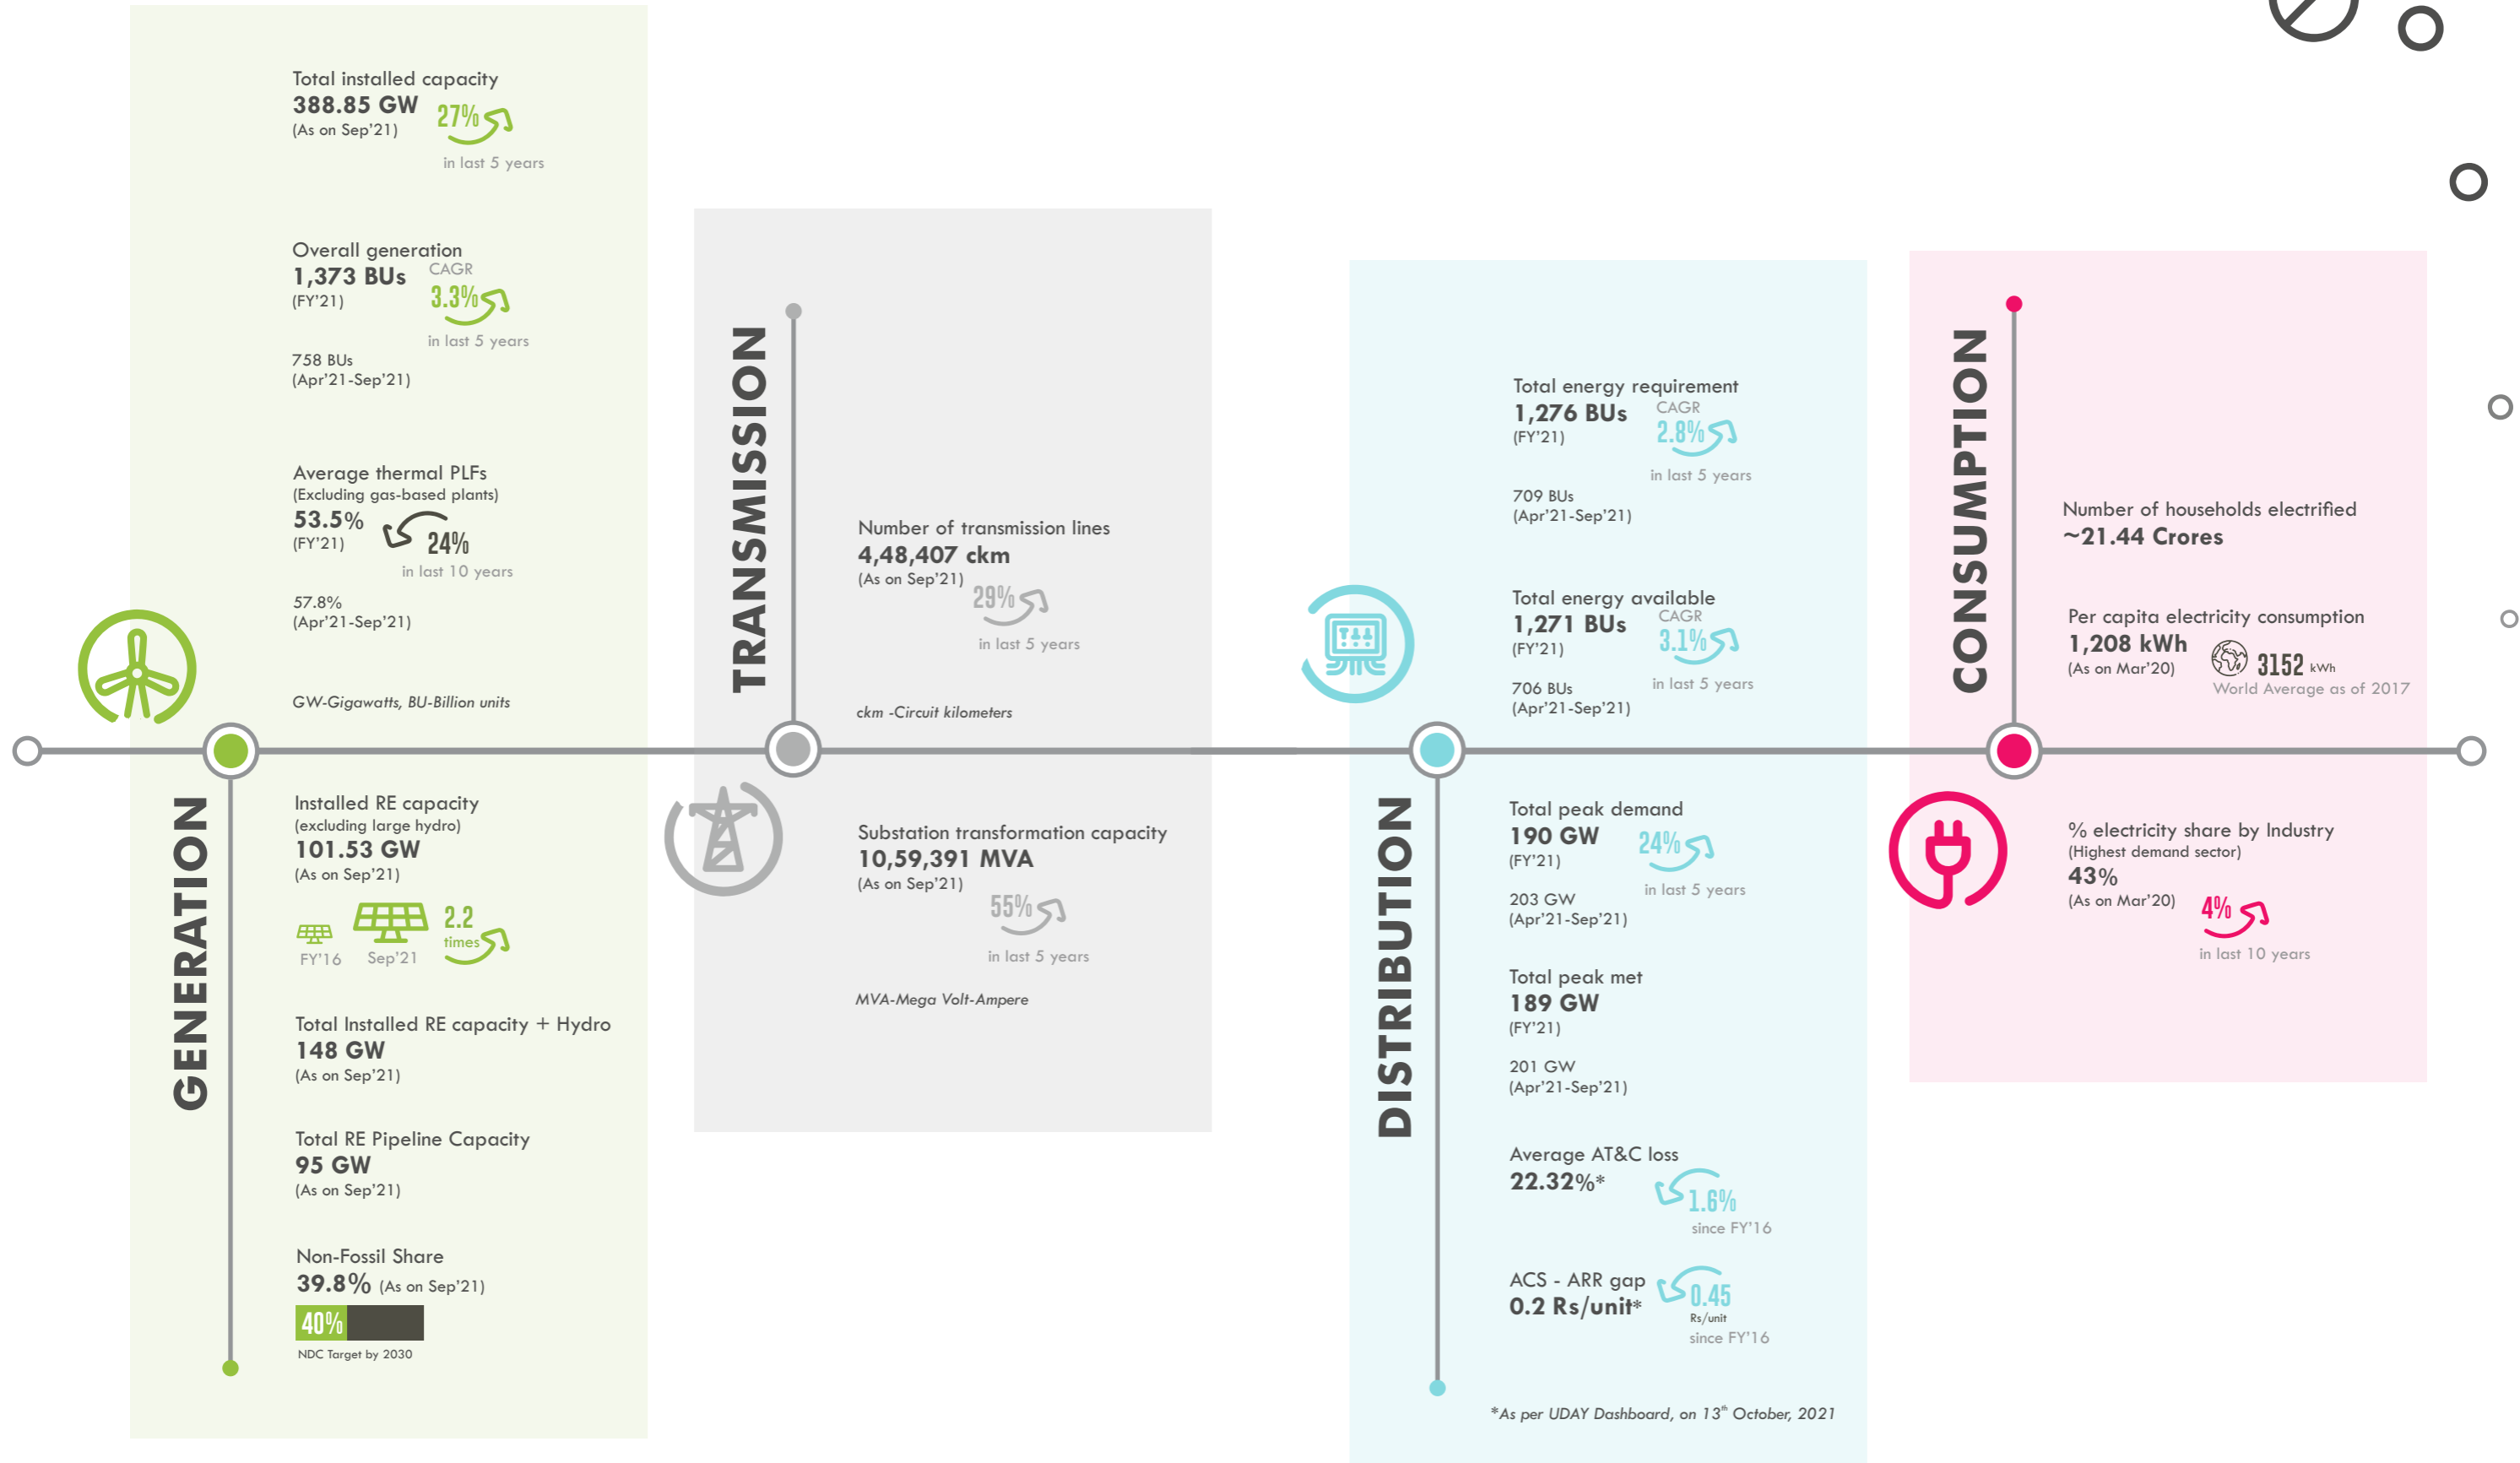 Total installed capacity
388.85 GW
(As on Sep'21)
27%
in last 5 years
Overall generation
1,373 BUs
(FY'21)
CAGR
3.3%
in last 5 years
758 BUs
(Apr'21-Sep'21)
Average thermal PLFs
(Excluding gas-based plants)
53.5%
(FY'21)
24%
in last 10 years
57.8%
(Apr'21-Sep'21)
GW-Gigawatts, BU-Billion units
GENERATION
Installed RE capacity
(excluding large hydro)
101.53 GW
(As on Sep'21)
FY'16
Sep'21
2.2
times
Total Installed RE capacity + Hydro
148 GW
(As on Sep'21)
Total RE Pipeline Capacity
95 GW
(As on Sep'21)
Non-Fossil Share
39.8% (As on Sep'21)
40%
NDC Target by 2030
TRANSMISSION
Number of transmission lines
4,48,407 ckm
(As on Sep'21)
29%
in last 5 years
ckm -Circuit kilometers
Substation transformation capacity
10,59,391 MVA
(As on Sep'21)
55%
in last 5 years
MVA-Mega Volt-Ampere
Total energy requirement
1,276 BUs
(FY'21)
CAGR
2.8%
in last 5 years
709 BUs
(Apr'21-Sep'21)
Total energy available
1,271 BUs
(FY'21)
CAGR
3.1%
in last 5 years
706 BUs
(Apr'21-Sep'21)
DISTRIBUTION
Total peak demand
190 GW
(FY'21)
24%
in last 5 years
203 GW
(Apr'21-Sep'21)
Total peak met
189 GW
(FY'21)
201 GW
(Apr'21-Sep'21)
Average AT&C loss
22.32%*
1.6%
since FY'16
ACS - ARR gap
0.2 Rs/unit*
0.45
Rs/unit
since FY'16
*As per UDAY Dashboard, on 13th October, 2021
CONSUMPTION
Number of households electrified
~21.44 Crores
Per capita electricity consumption
1,208 kWh
(As on Mar'20)
3152 kWh
World Average as of 2017
% electricity share by Industry
(Highest demand sector)
43%
(As on Mar'20)
4%
in last 10 years